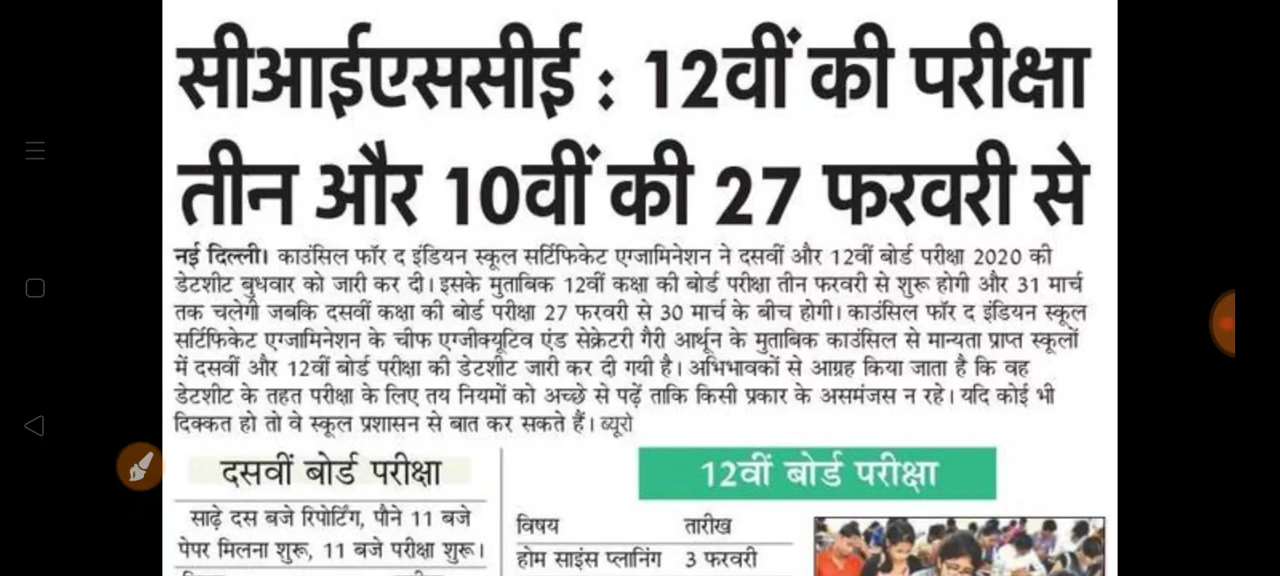 सीआईएससीई : 12वीं की परीक्षा
तीन और 10वीं की 27 फरवरी से
नई दिल्ली। काउंसिल फॉर द इंडियन स्कूल सर्टिफिकेट एग्जामिनेशन ने दसवीं और 12वीं बोर्ड परीक्षा 2020 की
डेटशीट बुधवार को जारी कर दी। इसके मुताबिक 12वीं कक्षा की बोर्ड परीक्षा तीन फरवरी से शुरू होगी और 31 मार्च
तक चलेगी जबकि दसवीं कक्षा की बोर्ड परीक्षा 27 फरवरी से 30 मार्च के बीच होगी। काउंसिल फॉर द इंडियन स्कूल
सर्टिफिकेट एग्जामिनेशन के चीफ एग्जीक्यूटिव एंड सेक्रेटरी गैरी आर्थून के मुताबिक काउंसिल से मान्यता प्राप्त स्कूलों
में दसवीं और 12वीं बोर्ड परीक्षा की डेटशीट जारी कर दी गयी है। अभिभावकों से आग्रह किया जाता है कि वह
डेटशीट के तहत परीक्षा के लिए तय नियमों को अच्छे से पढ़ें ताकि किसी प्रकार के असमंजस न रहे। यदि कोई भी
दिक्कत हो तो वे स्कूल प्रशासन से बात कर सकते हैं। ब्यूरो
दसवीं बोर्ड परीक्षा
साढ़े दस बजे रिपोर्टिंग, पौने 11 बजे
पेपर मिलना शुरू, 11 बजे परीक्षा शुरू।
12वीं बोर्ड परीक्षा
विषय तारीख
होम साइंस प्लानिंग 3 फरवरी